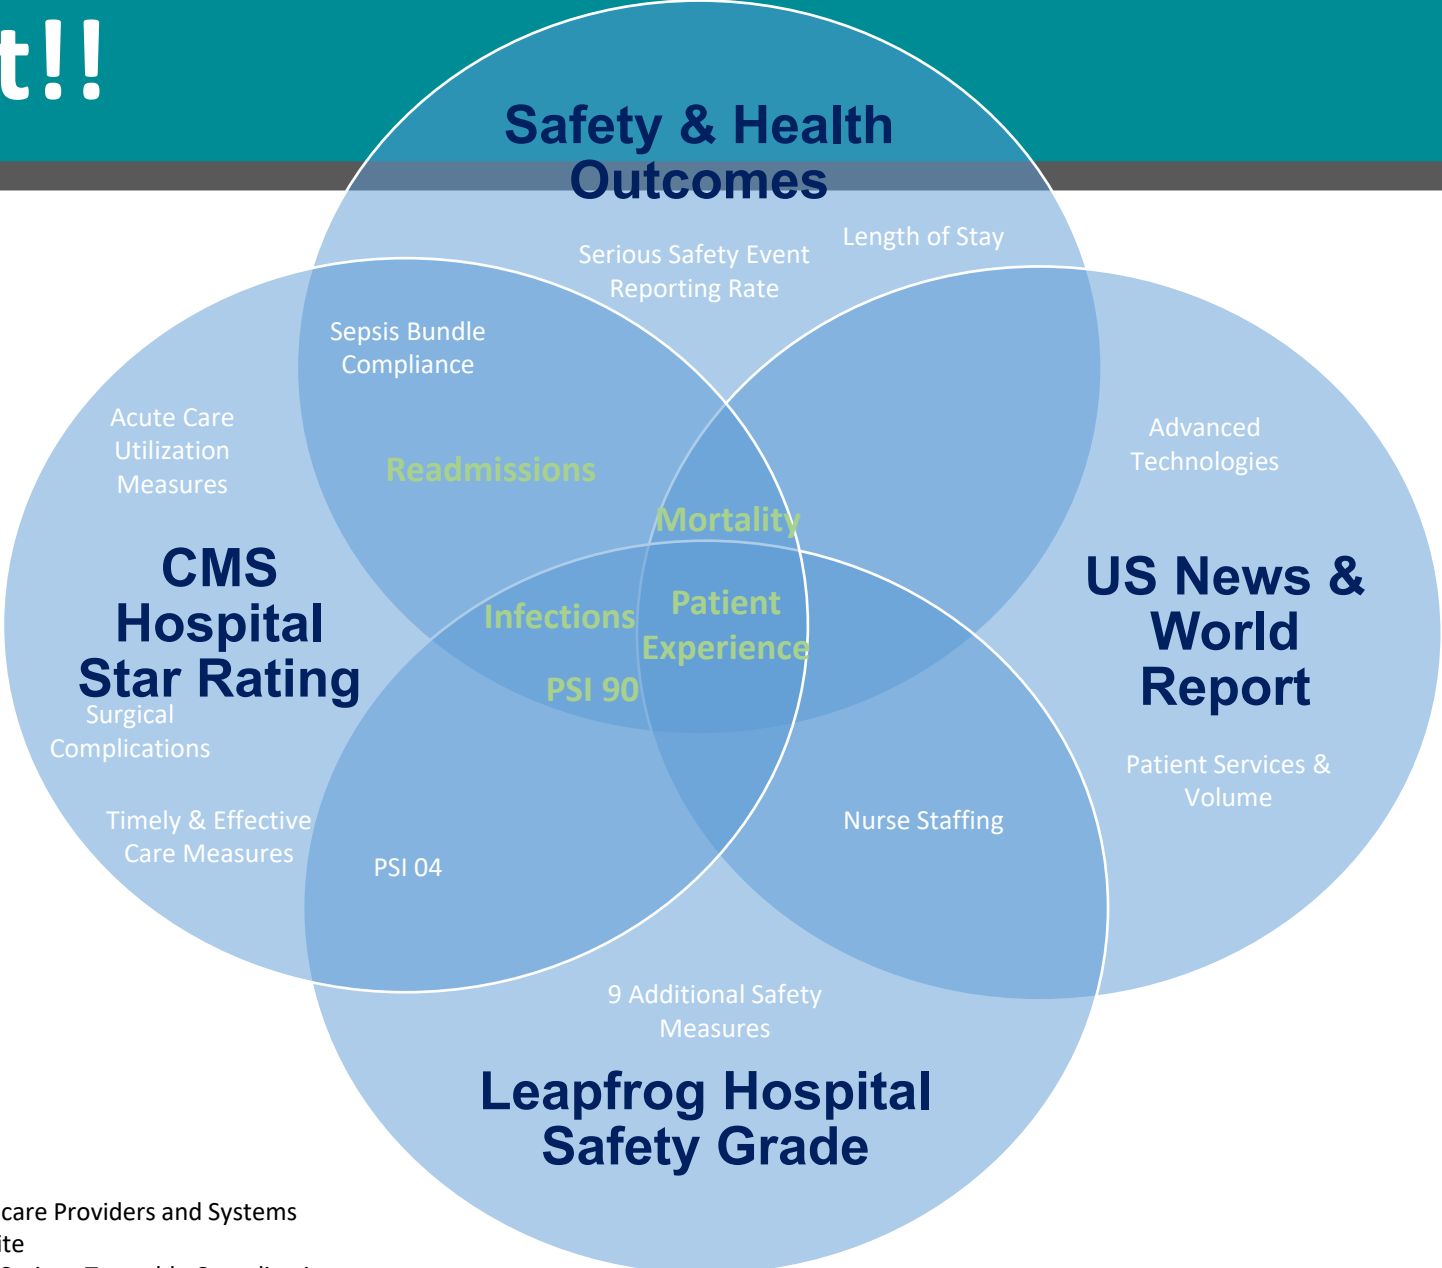 t!!
Safety & Health
Outcomes
Length of Stay
Serious Safety Event
Reporting Rate
Sepsis Bundle
Compliance
Acute Care
Utilization
Measures
Advanced
Technologies
Readmissions
Mortality
CMS
Hospital
Star Rating
US News &
World
Report
Infections
Patient
Experience
PSI 90
Surgical
Complications
Patient Services &
Volume
Timely & Effective
Care Measures
Nurse Staffing
PSI 04
9 Additional Safety
Measures
Leapfrog Hospital
Safety Grade
care Providers and Systems
ite